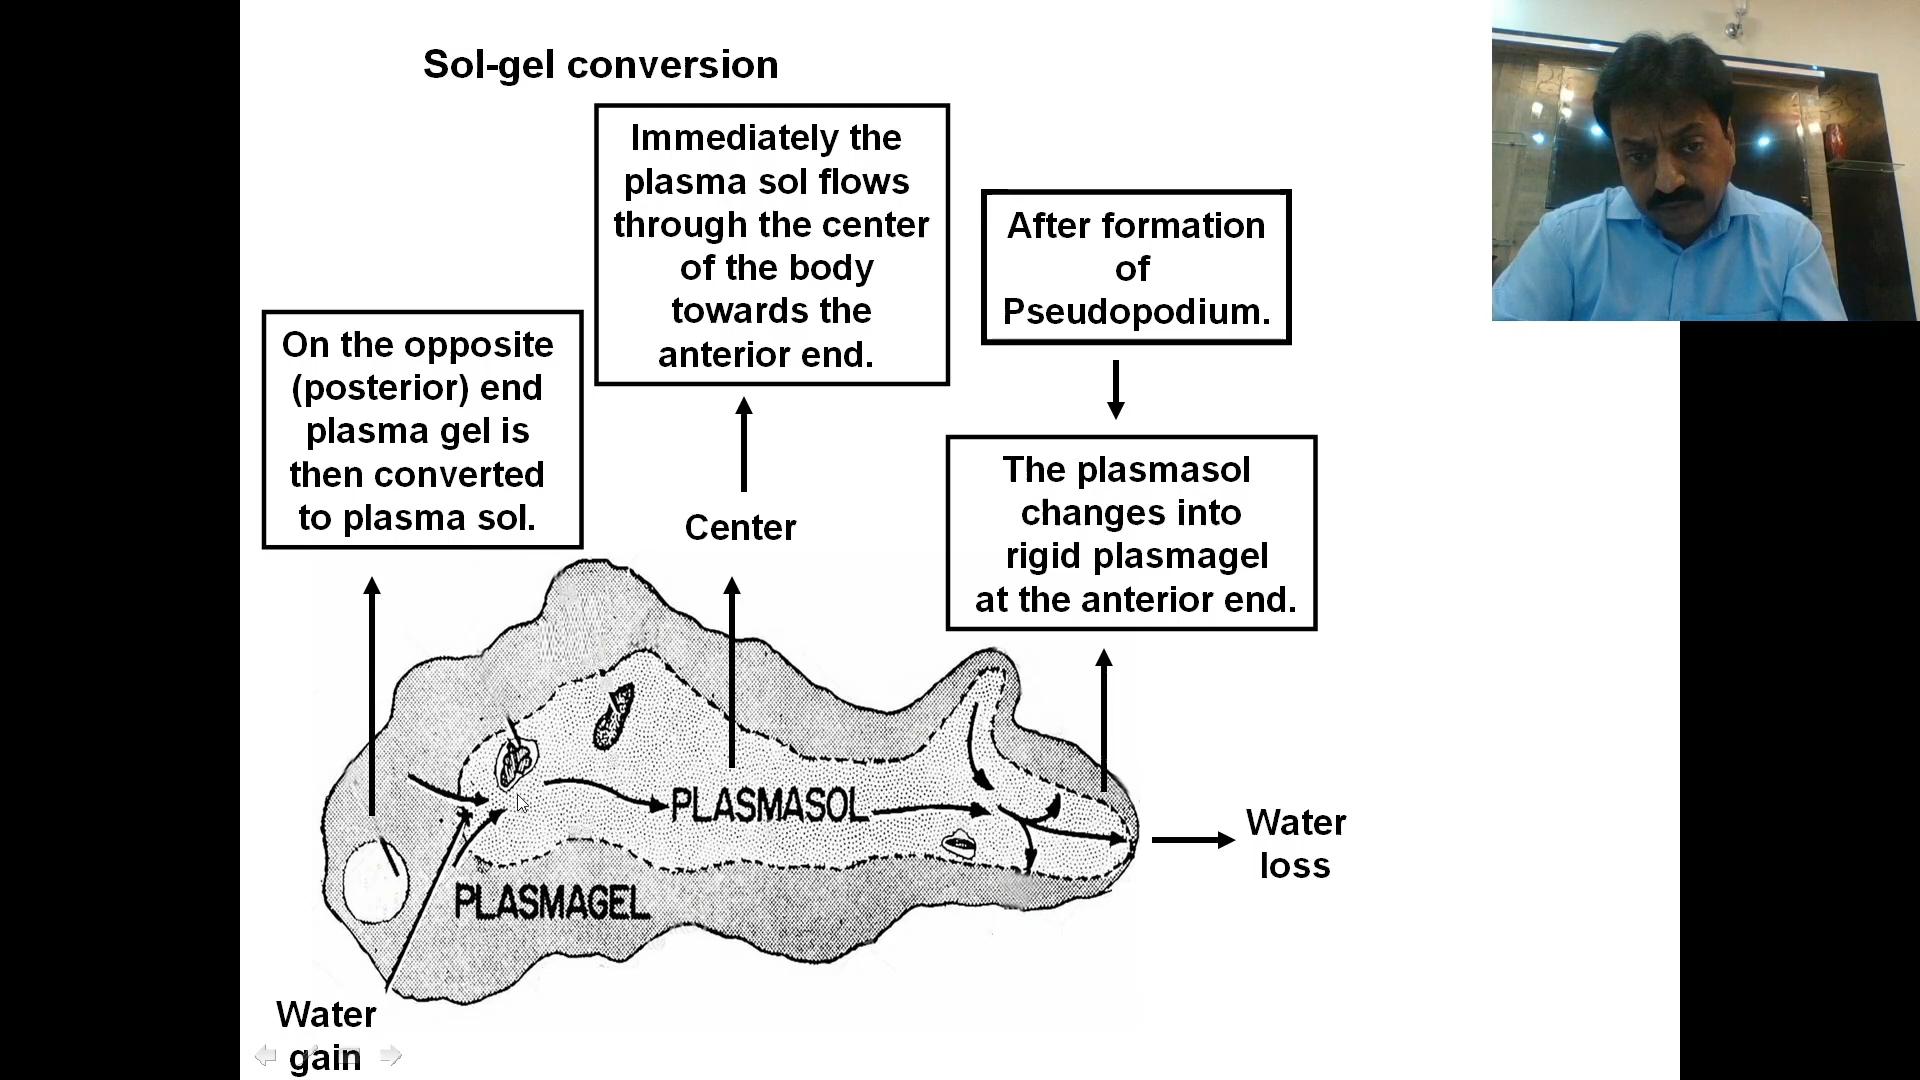 Sol-gel conversion
Immediately the
plasma sol flows
through the center
of the body
towards the
anterior end.
After formation
of
Pseudopodium.
On the opposite
(posterior) end
plasma gel is
then converted
to plasma sol.
The plasmasol
changes into
rigid plasmagel
at the anterior end.
Center
PLASMASOL
PLASMAGEL
Water
loss
Water
gain